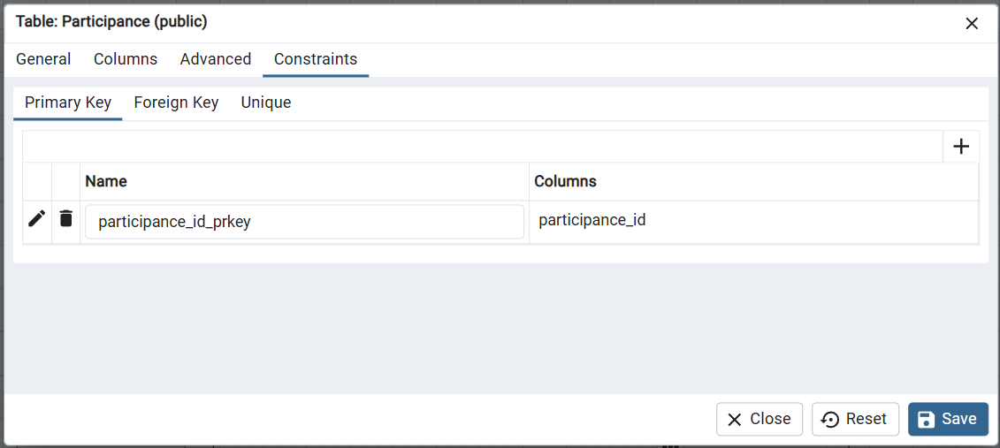 Table: Participance (public)
General Columns Advanced Constraints
Primary Key Foreign Key Unique
Name Columns
participance_id_prkey participance_id
Close Reset Save